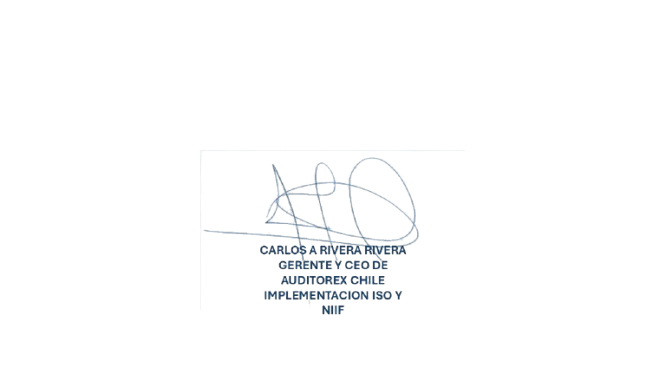 CARLOS A RIVERA RIVERA
GERENTE Y CEO DE
AUDITOREX CHILE
IMPLEMENTACION ISO Y
NIIF